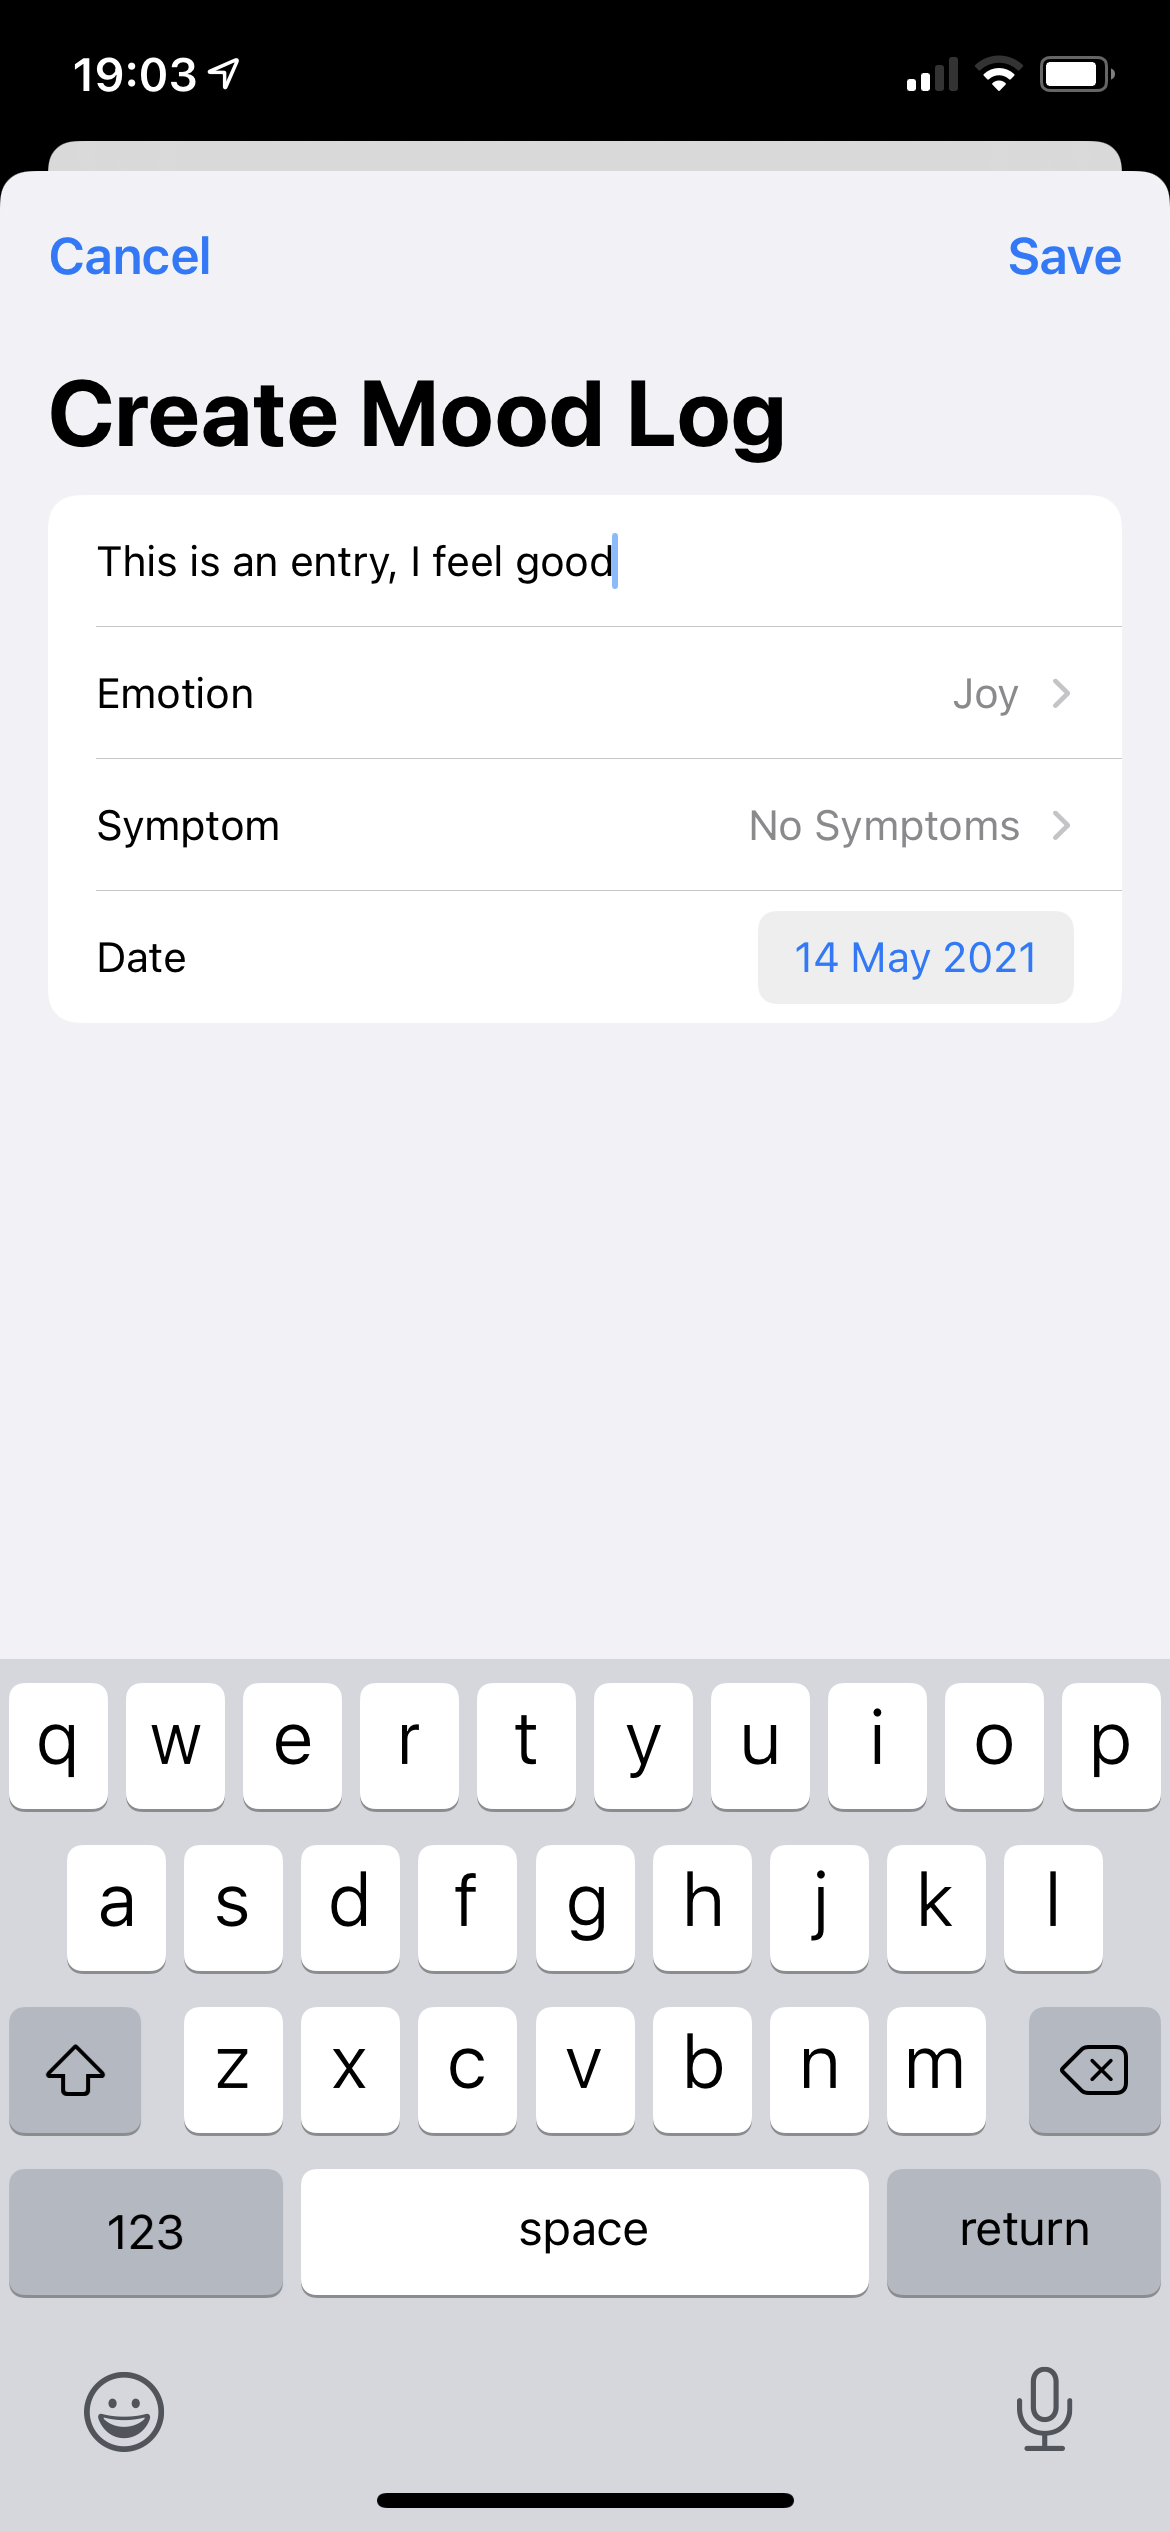 19:03
Cancel Save
Create Mood Log
This is an entry, I feel good
Emotion Joy
Symptom No Symptoms
Date 14 May 2021
q w e r t y u i o p
a s d f g h j k l
z x c v b n m
123 space return